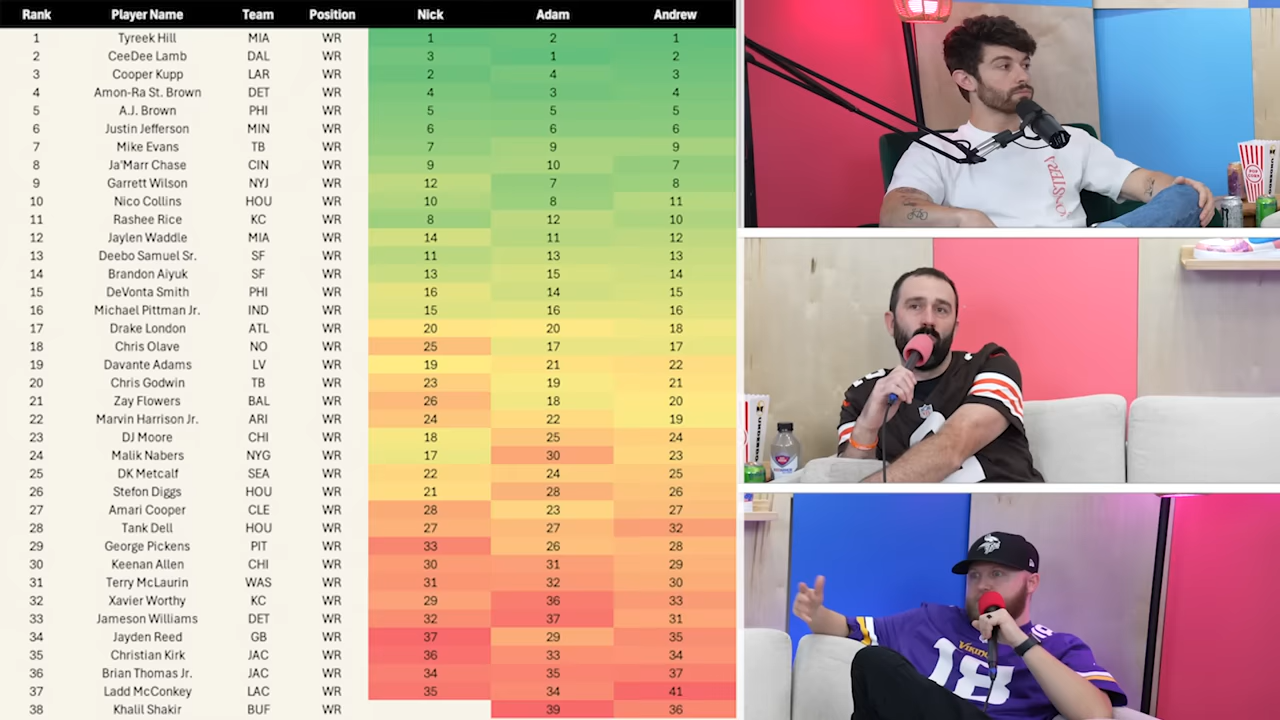 Rank Player Name Team Position Nick Adam Andrew
1 Tyreek Hill MIA WR 1 2 1
2 CeeDee Lamb DAL WR 3 1 2
3 Cooper Kupp LAR WR 2 4 3
4 Amon-Ra St. Brown DET WR 4 3 4
5 A.J. Brown PHI WR 5 5 5
6 Justin Jefferson MIN WR 6 6 6
7 Mike Evans TB WR 7 9 9
8 Ja'Marr Chase CIN WR 9 10 7
9 Garrett Wilson NYJ WR 12 7 8
10 Nico Collins HOU WR 10 8 11
11 Rashee Rice KC WR 8 12 10
12 Jaylen Waddle MIA WR 14 11 12
13 Deebo Samuel Sr. SF WR 11 13 13
14 Brandon Aiyuk SF WR 13 15 14
15 DeVonta Smith PHI WR 16 14 15
16 Michael Pittman Jr. IND WR 15 16 16
17 Drake London ATL WR 20 20 18
18 Chris Olave NO WR 25 17 17
19 Davante Adams LV WR 19 21 22
20 Chris Godwin TB WR 23 19 21
21 Zay Flowers BAL WR 26 18 20
22 Marvin Harrison Jr. ARI WR 24 22 19
23 DJ Moore CHI WR 18 25 24
24 Malik Nabers NYG WR 17 30 23
25 DK Metcalf SEA WR 22 24 25
26 Stefon Diggs HOU WR 21 28 26
27 Amari Cooper CLE WR 28 23 27
28 Tank Dell HOU WR 27 27 32
29 George Pickens PIT WR 33 26 28
30 Keenan Allen CHI WR 30 31 29
31 Terry McLaurin WAS WR 31 32 30
32 Xavier Worthy KC WR 29 36 33
33 Jameson Williams DET WR 32 37 31
34 Jayden Reed GB WR 37 29 35
35 Christian Kirk JAC WR 36 33 34
36 Brian Thomas Jr. JAC WR 34 35 37
37 Ladd McConkey LAC WR 35 34 41
38 Khalil Shakir BUF WR 39 36
18